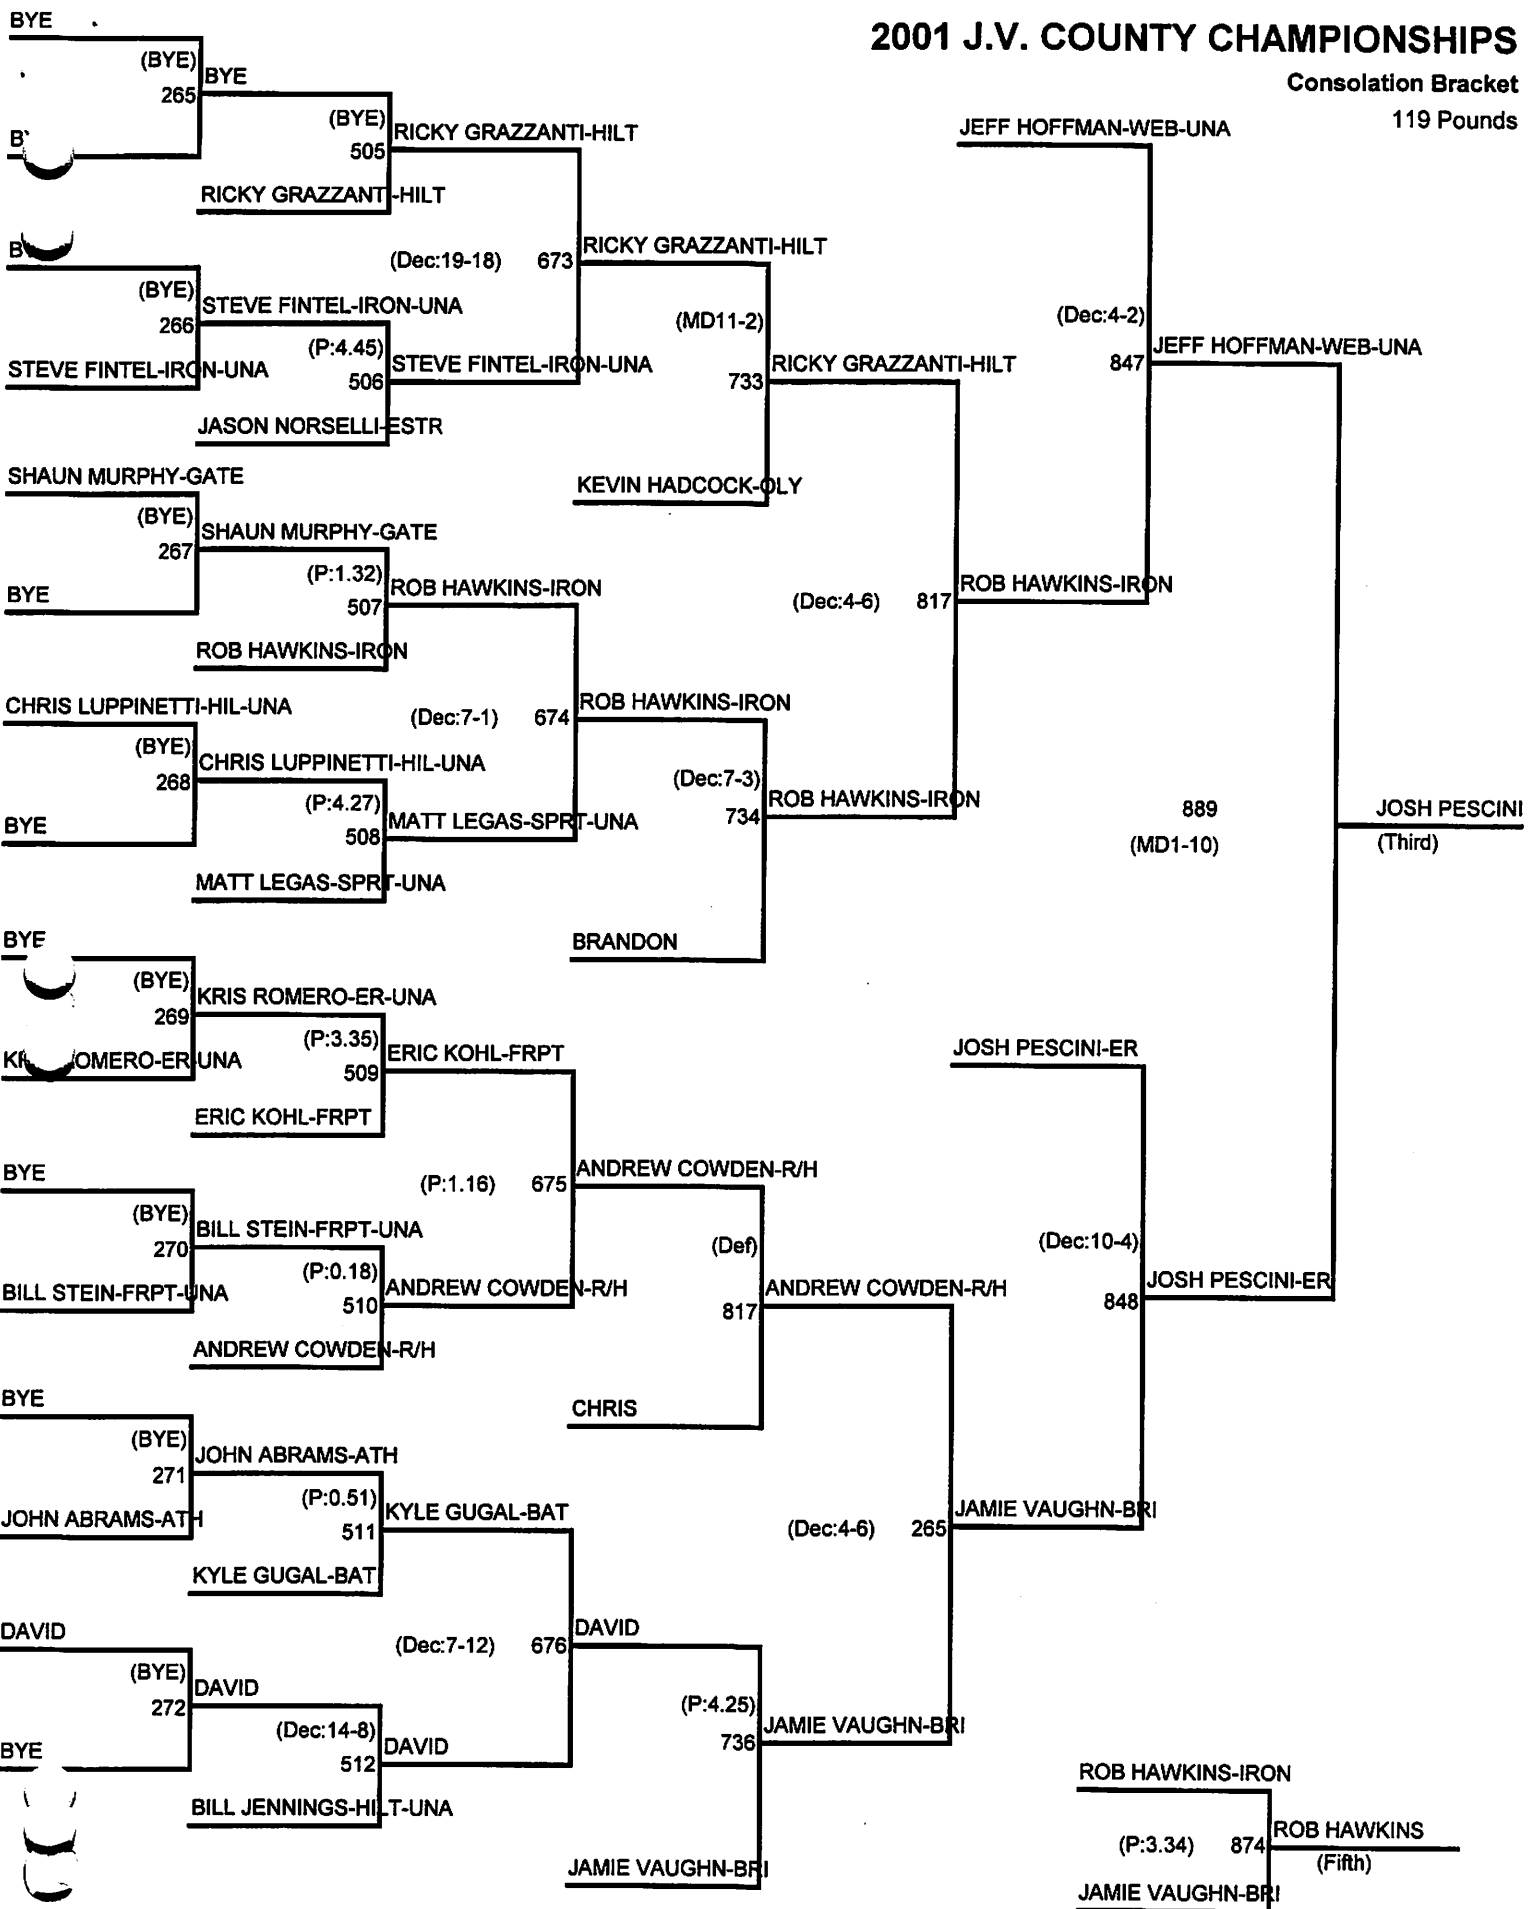 BYE
2001 J.V. COUNTY CHAMPIONSHIPS
(BYE)
BYE
Consolation Bracket
265
(BYE)
RICKY GRAZZANTI-HILT
JEFF HOFFMAN-WEB-UNA
119 Pounds
505
RICKY GRAZZANTI-HILT
(Dec:19-18)
673
RICKY GRAZZANTI-HILT
(BYE)
STEVE FINTEL-IRON-UNA
266
(MD11-2)
(Dec:4-2)
(P:4.45)
STEVE FINTEL-IRON-UNA
STEVE FINTEL-IRON-UNA
506
733
RICKY GRAZZANTI-HILT
847
JEFF HOFFMAN-WEB-UNA
JASON NORSELLI-ESTR
SHAUN MURPHY-GATE
KEVIN HADCOCK-OLY
(BYE)
SHAUN MURPHY-GATE
267
(P:1.32)
ROB HAWKINS-IRON
BYE
507
(Dec:4-6)
817
ROB HAWKINS-IRON
ROB HAWKINS-IRON
CHRIS LUPPINETTI-HIL-UNA
(Dec:7-1)
674
ROB HAWKINS-IRON
(BYE)
CHRIS LUPPINETTI-HIL-UNA
268
(Dec:7-3)
(P:4.27)
MATT LEGAS-SPRT-UNA
ROB HAWKINS-IRON
889
JOSH PESCINI
BYE
508
734
(MD1-10)
(Third)
MATT LEGAS-SPRT-UNA
BYE
BRANDON
(BYE)
KRIS ROMERO-ER-UNA
269
(P:3.35)
ERIC KOHL-FRPT
JOSH PESCINI-ER
OMERO-ER-UNA
509
ERIC KOHL-FRPT
BYE
(P:1.16)
675
ANDREW COWDEN-R/H
(BYE)
BILL STEIN-FRPT-UNA
270
(Def)
(Dec:10-4)
(P:0.18)
ANDREW COWDEN-R/H
ANDREW COWDEN-R/H
JOSH PESCINI-ER
BILL STEIN-FRPT-UNA
510
817
848
ANDREW COWDEN-R/H
BYE
CHRIS
(BYE)
JOHN ABRAMS-ATH
271
(P:0.51)
KYLE GUGAL-BAT
JAMIE VAUGHN-BRI
JOHN ABRAMS-ATH
511
(Dec:4-6)
265
KYLE GUGAL-BAT
DAVID
(Dec:7-12)
676
DAVID
(BYE)
DAVID
272
(P:4.25)
(Dec:14-8)
DAVID
736
JAMIE VAUGHN-BRI
BYE
512
ROB HAWKINS-IRON
BILL JENNINGS-HILT-UNA
(P:3.34)
874
ROB HAWKINS
(Fifth)
JAMIE VAUGHN-BRI
JAMIE VAUGHN-BRI